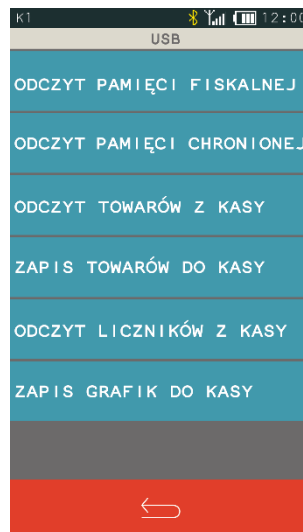 K1 12:00
USB
ODCZYT PAMIĘCI FISKALNEJ
ODCZYT PAMIĘCI CHRONIONEJ
ODCZYT TOWARÓW Z KASY
ZAPIS TOWARÓW DO KASY
ODCZYT LICZNIKÓW Z KASY
ZAPIS GRAFIK DO KASY